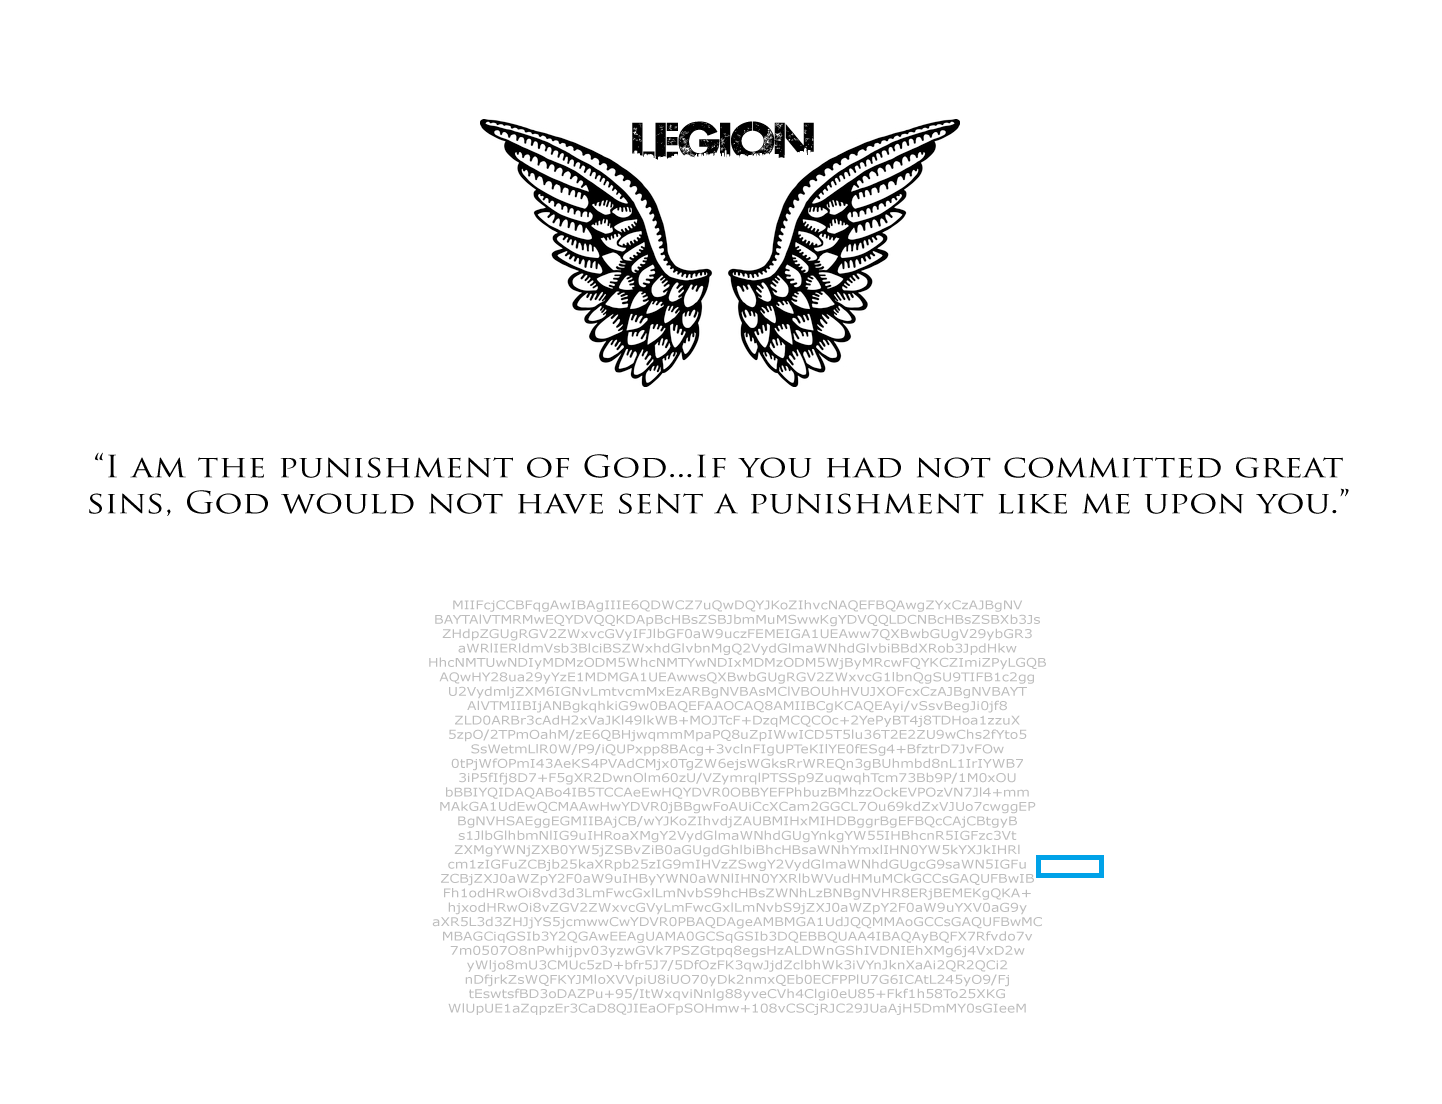 LEGION
“I AM THE PUNISHMENT OF GOD...IF YOU HAD NOT COMMITTED GREAT
SINS, GOD WOULD NOT HAVE SENT A PUNISHMENT LIKE ME UPON YOU.”
MIIFcjCCBFqgAwIBAgIIIE6QDWCZ7uQwDQYJKoZIhvcNAQEFBQAwgZYxCzAJBgNV
BAYTAlVTMRMwEQYDVQQKDApBcHBsZSBJbmMuMSwwKgYDVQQLDCNBcHBsZSBXb3Js
ZHdpZGUgRGV2ZWxvcGVyIFJlbGF0aW9uczFEMEIGA1UEAww7QXBwbGUgV29ybGR3
aWRlIERldmVsb3BlciBSZWxhdGlvbnMgQ2VydGlmaWNhdGlvbiBBdXRob3JpdHkw
HhcNMTUwNDIyMDMzODM5WhcNMTYwNDIxMDMzODM5WjByMRcwFQYKCZImiZPyLGQB
AQwHY28ua29yYzE1MDMGA1UEAwwsQXBwbGUgRGV2ZWxvcG1lbnQgSU9TIFB1c2gg
U2VydmljZXM6IGNvLmtvcmMxEzARBgNVBAsMClVBOUhHVUJXOFcxCzAJBgNVBAYT
AlVTMIIBIjANBgkqhkiG9w0BAQEFAAOCAQ8AMIIBCgKCAQEAyi/vSsvBegJi0jf8
ZLD0ARBr3cAdH2xVaJKl49lkWB+MOJTcF+DzqMCQCOc+2YePyBT4j8TDHoa1zzuX
5zpO/2TPmOahM/zE6QBHjwqmmMpaPQ8uZpIWwICD5T5lu36T2E2ZU9wChs2fYto5
SsWetmLlR0W/P9/iQUPxpp8BAcg+3vclnFIgUPTeKIlYE0fESg4+BfztrD7JvFOw
0tPjWfOPmI43AeKS4PVAdCMjx0TgZW6ejsWGksRrWREQn3gBUhmbd8nL1IrIYWB7
3iP5fIfj8D7+F5gXR2DwnOlm60zU/VZymrqlPTSSp9ZuqwqhTcm73Bb9P/1M0xOU
bBBIYQIDAQABo4IB5TCCAeEwHQYDVR0OBBYEFPhbuzBMhzzOckEVPOzVN7Jl4+mm
MAkGA1UdEwQCMAAwHwYDVR0jBBgwFoAUiCcXCam2GGCL7Ou69kdZxVJUo7cwggEP
BgNVHSAEggEGMIIBAjCB/wYJKoZIhvdjZAUBMIHxMIHDBggrBgEFBQcCAjCBtgyB
s1JlbGlhbmNlIG9uIHRoaXMgY2VydGlmaWNhdGUgYnkgYW55IHBhcnR5IGFzc3Vt
ZXMgYWNjZXB0YW5jZSBvZiB0aGUgdGhlbiBhcHBsaWNhYmxlIHN0YW5kYXJkIHRl
cm1zIGFuZCBjb25kaXRpb25zIG9mIHVzZSwgY2VydGlmaWNhdGUgcG9saWN5IGFu
ZCBjZXJ0aWZpY2F0aW9uIHByYWN0aWNlIHN0YXRlbWVudHMuMCkGCCsGAQUFBwIB
Fh1odHRwOi8vd3d3LmFwcGxlLmNvbS9hcHBsZWNhLzBNBgNVHR8ERjBEMEKgQKA+
hjxodHRwOi8vZGV2ZWxvcGVyLmFwcGxlLmNvbS9jZXJ0aWZpY2F0aW9uYXV0aG9y
aXR5L3d3ZHJjYS5jcmwwCwYDVR0PBAQDAgeAMBMGA1UdJQQMMAoGCCsGAQUFBwMC
MBAGCiqGSIb3Y2QGAwEEAgUAMA0GCSqGSIb3DQEBBQUAA4IBAQAyBQFX7Rfvdo7v
7m0507O8nPwhijpv03yzwGVk7PSZGtpq8egsHzALDWnGShIVDNIEhXMg6j4VxD2w
yWljo8mU3CMUc5zD+bfr5J7/5DfOzFK3qwJjdZclbhWk3iVYnJknXaAi2QR2QCi2
nDfjrkZsWQFKYJMloXVVpiU8iUO70yDk2nmxQEb0ECFPPlU7G6ICAtL245yO9/Fj
tEswtsfBD3oDAZPu+95/ItWxqviNnlg88yveCVh4Clgi0eU85+Fkf1h58To25XKG
WlUpUE1aZqpzEr3CaD8QJIEaOFpSOHmw+108vCSCjRJC29JUaAjH5DmMY0sGIeeM